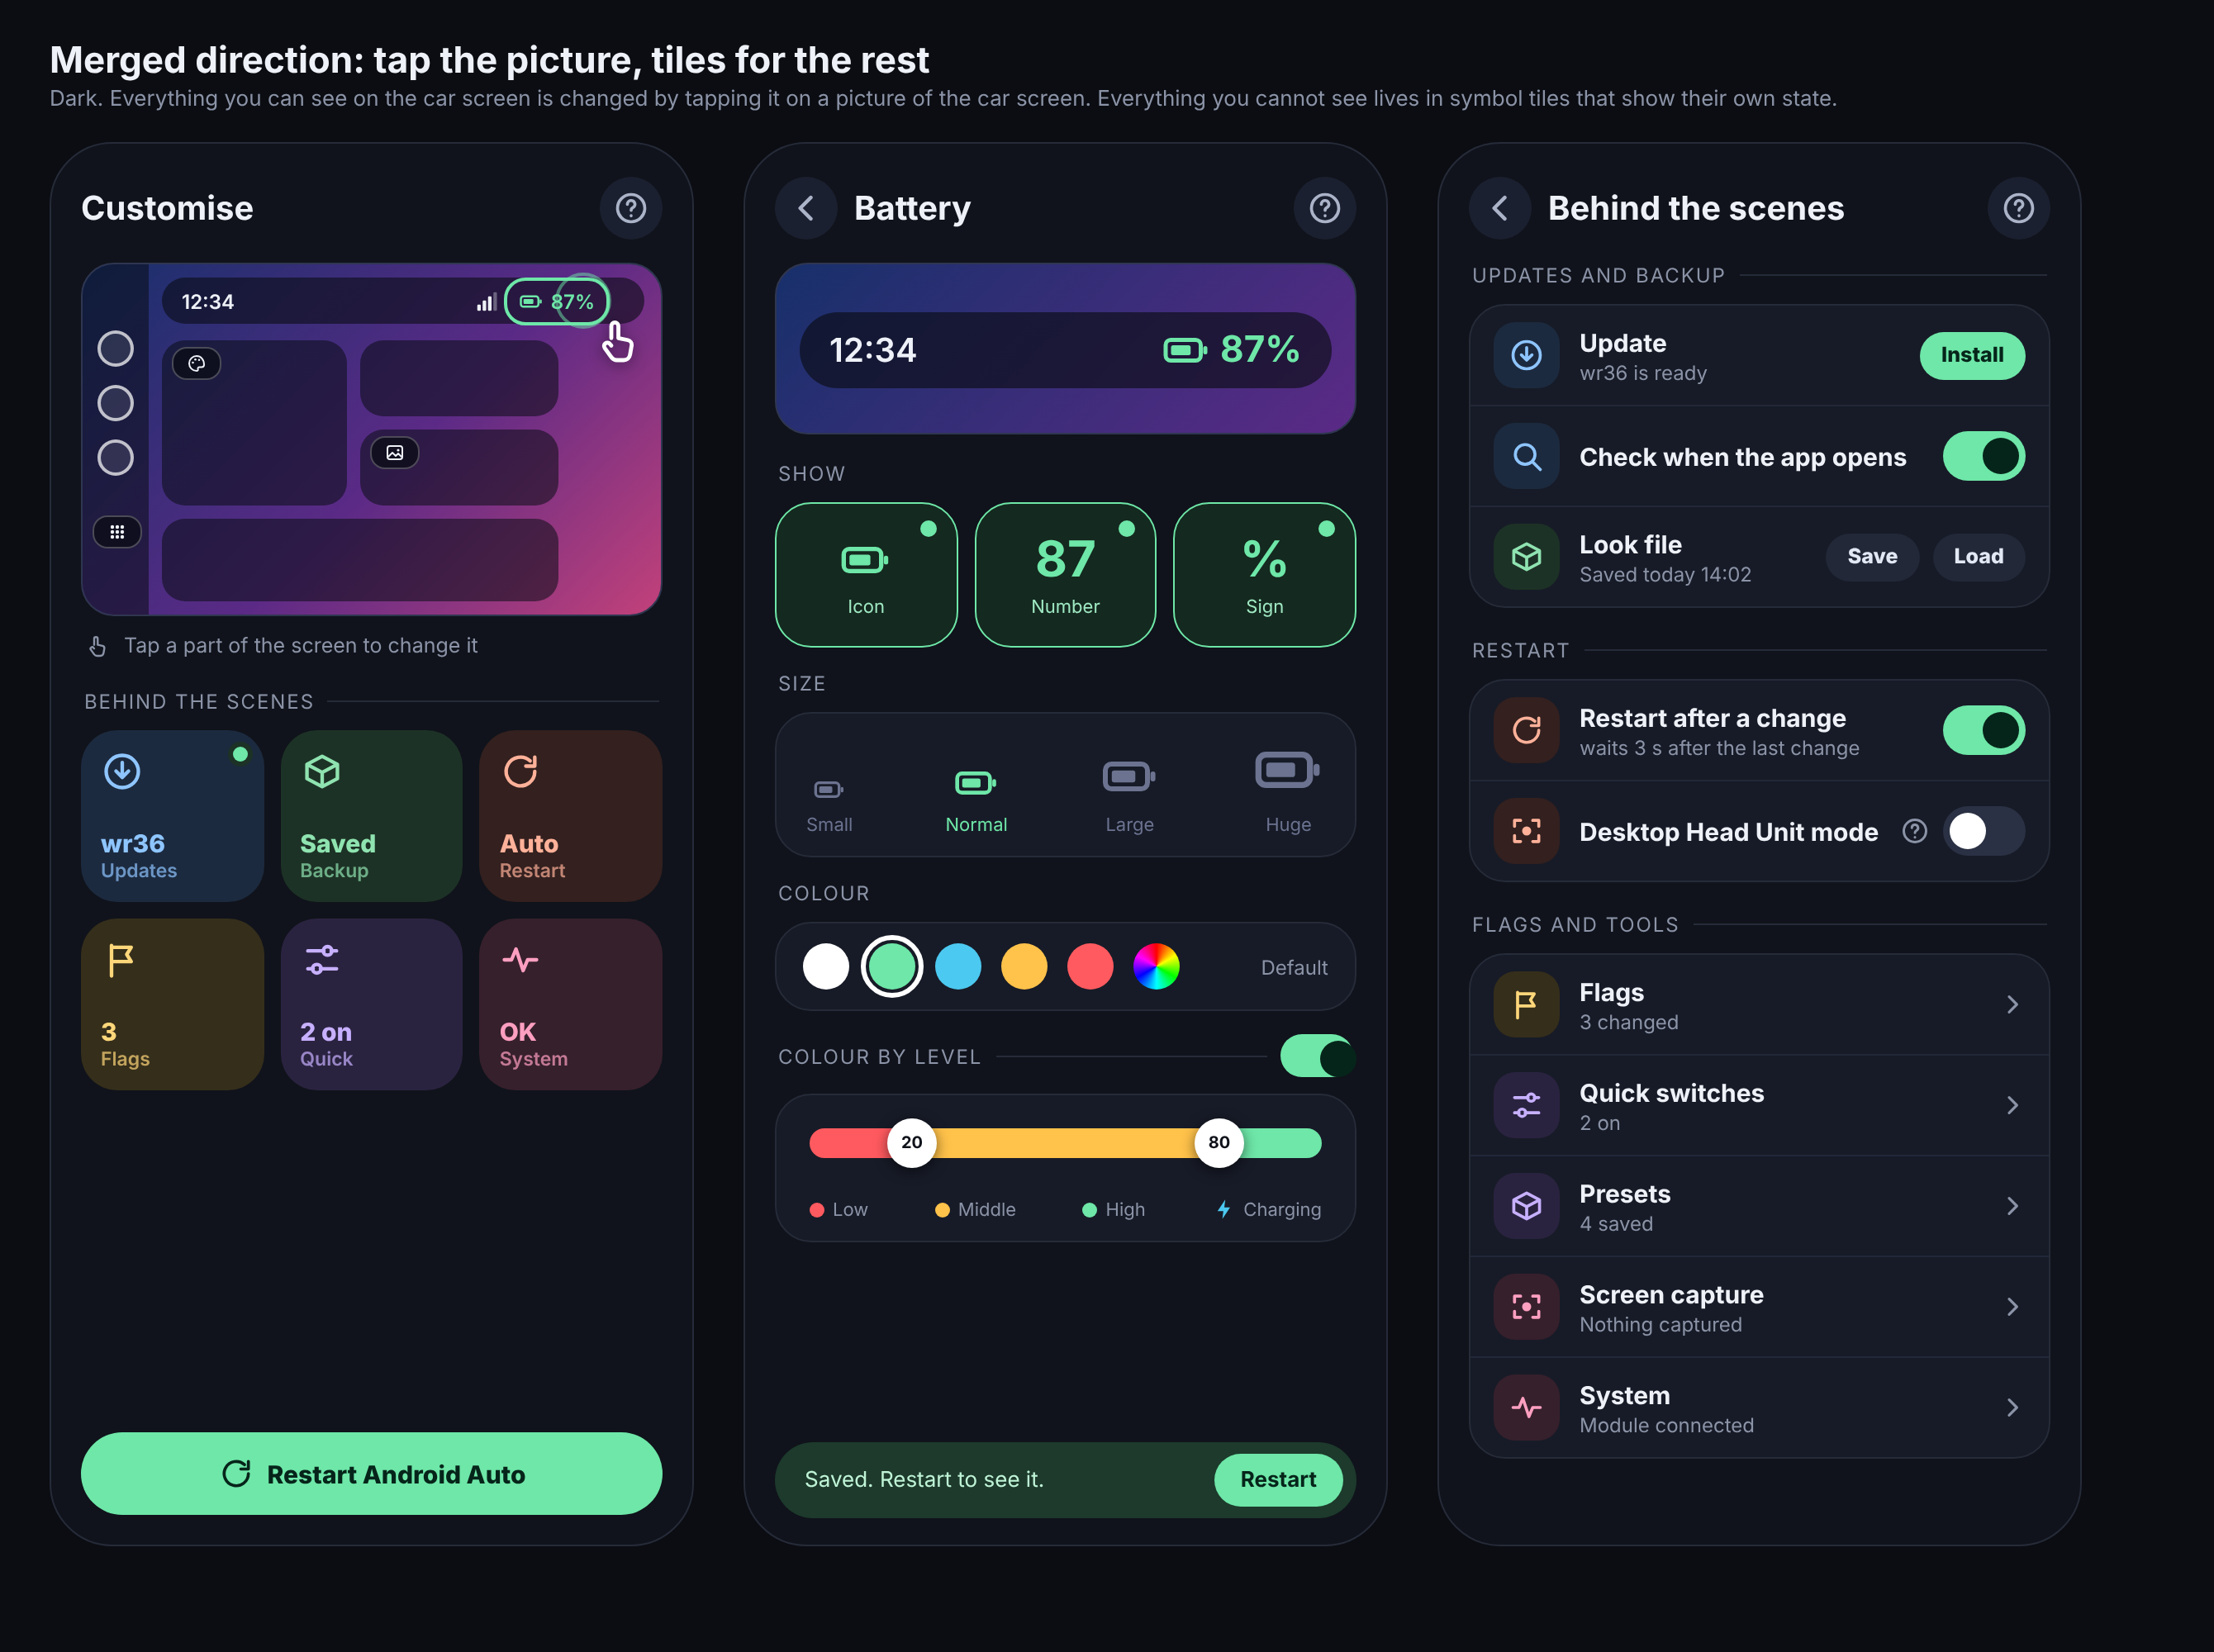 Merged direction: tap the picture, tiles for the rest
Dark. Everything you can see on the car screen is changed by tapping it on a picture of the car screen. Everything you cannot see lives in symbol tiles that show their own state.
Customise
12:34
87%
Tap a part of the screen to change it
BEHIND THE SCENES
wr36
Updates
Saved
Backup
Auto
Restart
3
Flags
2 on
Quick
OK
System
Restart Android Auto
Battery
12:34
87%
SHOW
Icon
87
Number
%
Sign
SIZE
Small
Normal
Large
Huge
COLOUR
Default
COLOUR BY LEVEL
20
80
Low
Middle
High
Charging
Saved. Restart to see it.
Restart
Behind the scenes
UPDATES AND BACKUP
Update
wr36 is ready
Install
Check when the app opens
Look file
Saved today 14:02
Save
Load
RESTART
Restart after a change
waits 3 s after the last change
Desktop Head Unit mode
FLAGS AND TOOLS
Flags
3 changed
Quick switches
2 on
Presets
4 saved
Screen capture
Nothing captured
System
Module connected